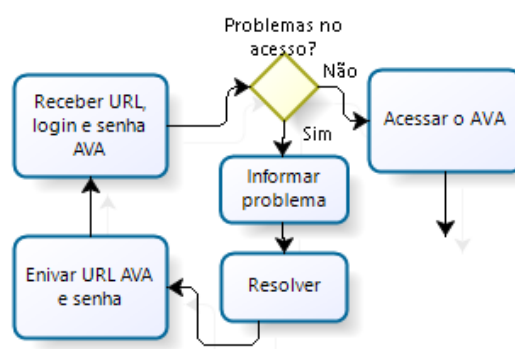 Problemas no
acesso?
Receber URL,
login e senha
AVA
Não
Acessar o AVA
Sim
Informar
problema
Enivar URL AVA
e senha
Resolver